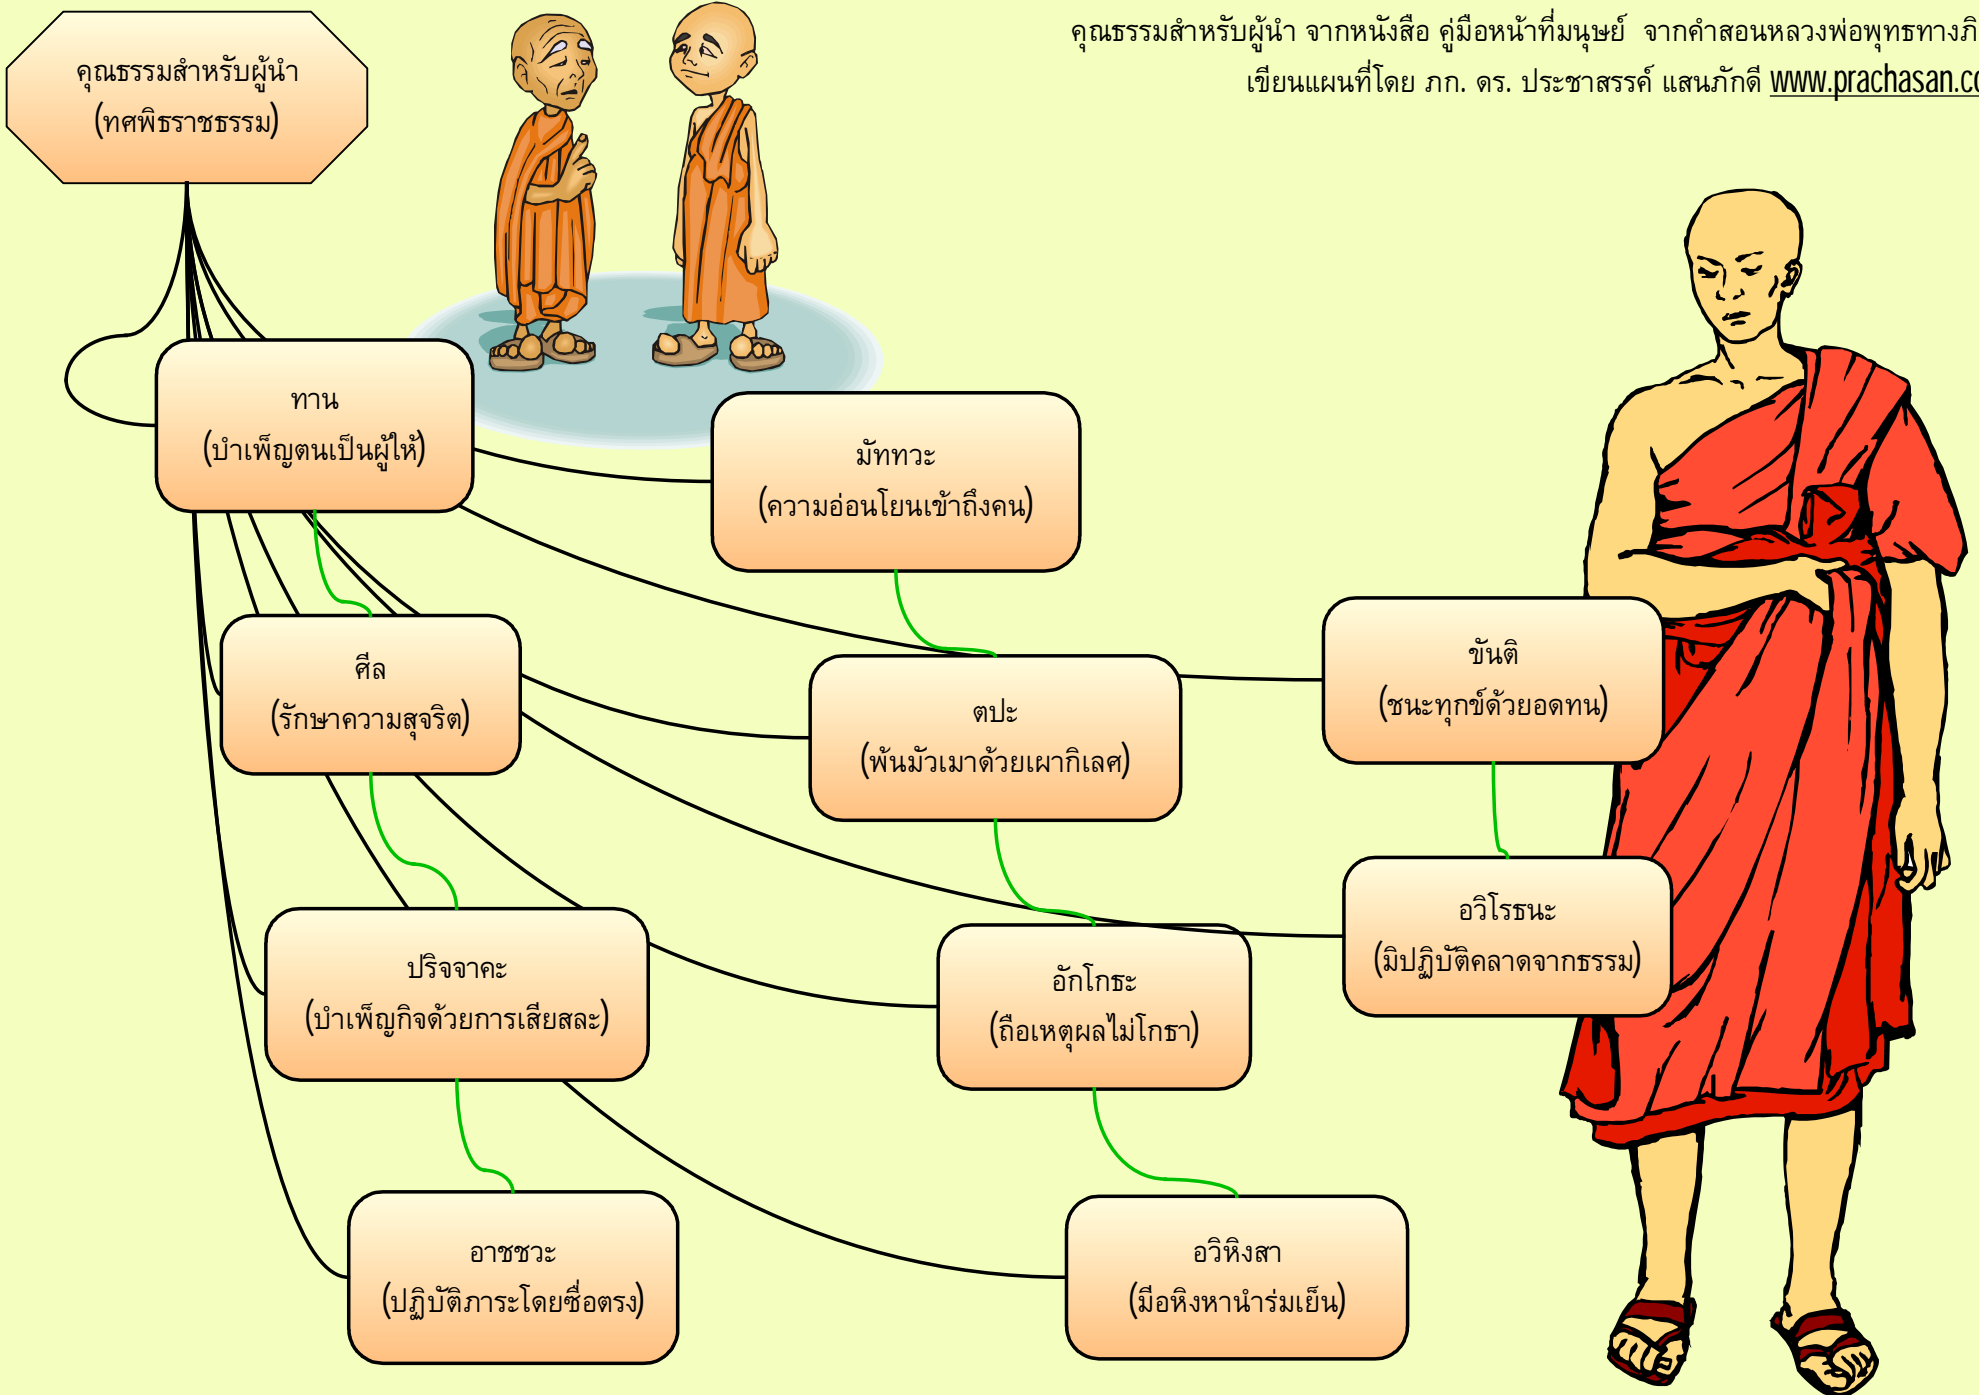 คุณธรรมสำหรับผู้นำ
(ทศพิธราชธรรม)
คุณธรรมสำหรับผู้นำ จากหนังสือ คู่มือหน้าที่มนุษย์ จากคำสอนหลวงพ่อพุทธทางภิ
เขียนแผนที่โดย ภก. ดร. ประชาสรรค์ แสนภักดี www.prachasan.co
ทาน
(บำเพ็ญตนเป็นผู้ให้)
มัททวะ
(ความอ่อนโยนเข้าถึงคน)
ศีล
(รักษาความสุจริต)
ตปะ
(พ้นมัวเมาด้วยเผากิเลศ)
ขันติ
(ชนะทุกข์ด้วยอดทน)
ปริจจาคะ
(บำเพ็ญกิจด้วยการเสียสละ)
อักโกธะ
(ถือเหตุผลไม่โกธา)
อวิโรธนะ
(มิปฏิบัติคลาดจากธรรม)
อาชชวะ
(ปฏิบัติภาระโดยซื่อตรง)
อวิหิงสา
(มีอหิงหานำร่มเย็น)